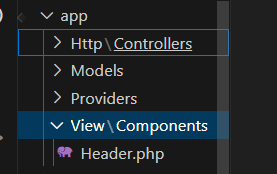 app
Http\Controllers
Models
Providers
View\Components
Header.php